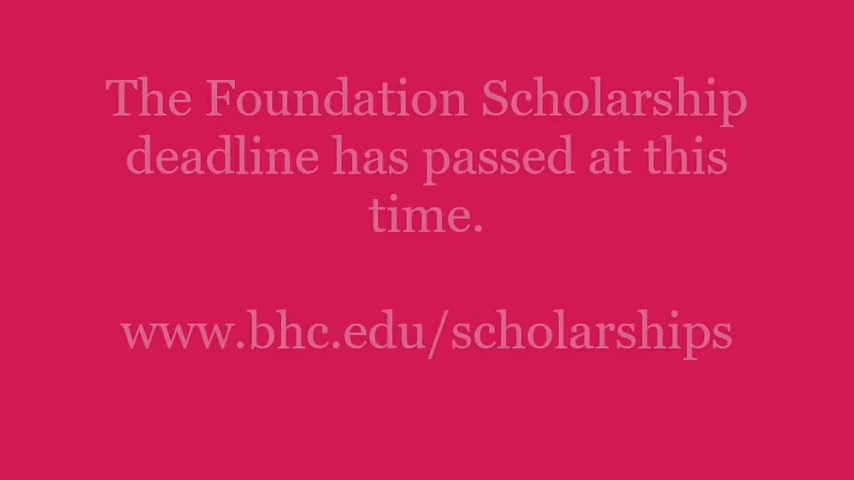 The Foundation Scholarship
deadline has passed at this
time.
www.bhc.edu/scholarships